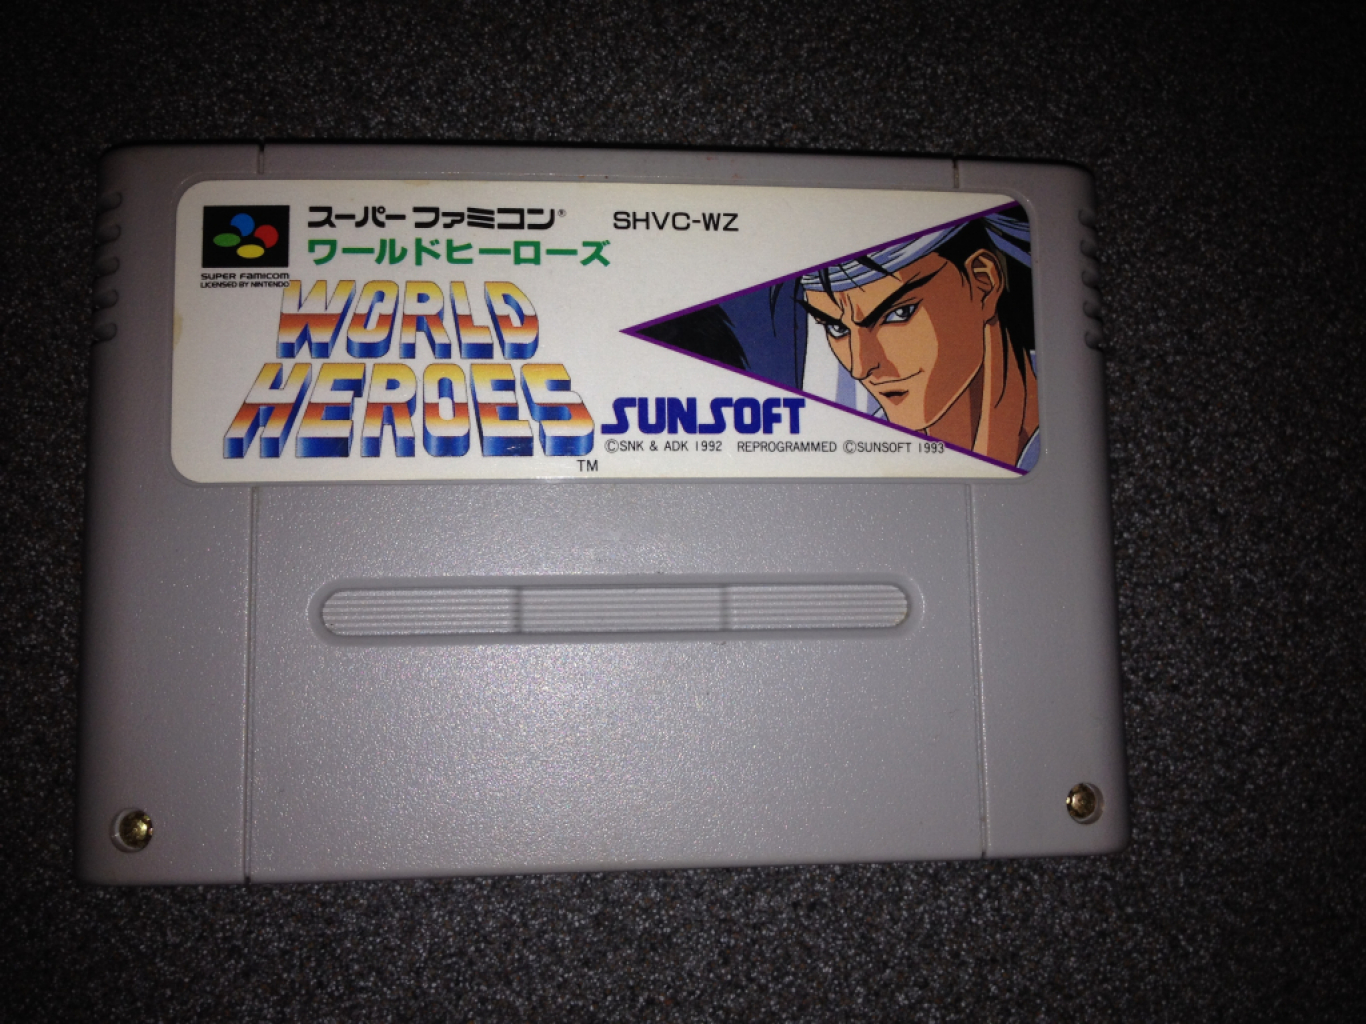 スーパーファミコン® SHVC-WZ
ワールドヒーローズ
SUPER FAMICOM
LICENSED BY NINTENDO
WORLD
HEROES
TM
SUNSOFT
©SNK & ADK 1992 REPROGRAMMED ©SUNSOFT 1993